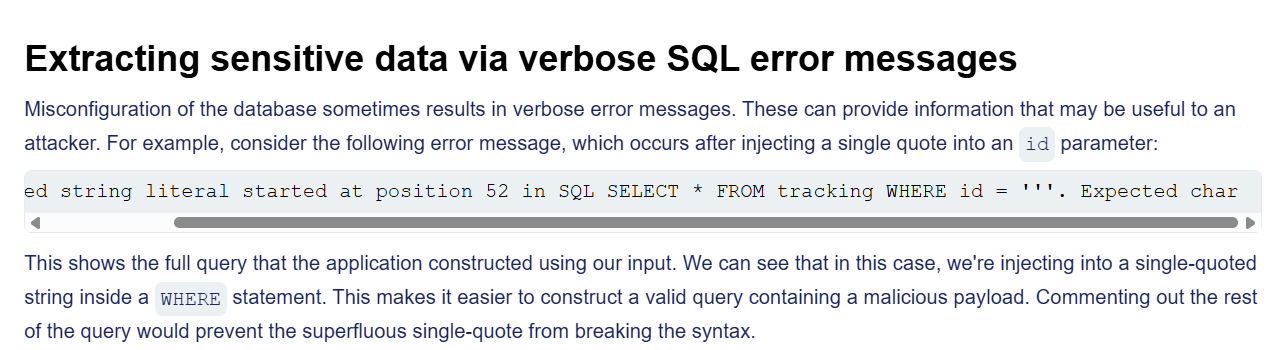 Extracting sensitive data via verbose SQL error messages
Misconfiguration of the database sometimes results in verbose error messages. These can provide information that may be useful to an
attacker. For example, consider the following error message, which occurs after injecting a single quote into an id parameter:
ed string literal started at position 52 in SQL SELECT * FROM tracking WHERE id = '''. Expected char
This shows the full query that the application constructed using our input. We can see that in this case, we're injecting into a single-quoted
string inside a WHERE statement. This makes it easier to construct a valid query containing a malicious payload. Commenting out the rest
of the query would prevent the superfluous single-quote from breaking the syntax.